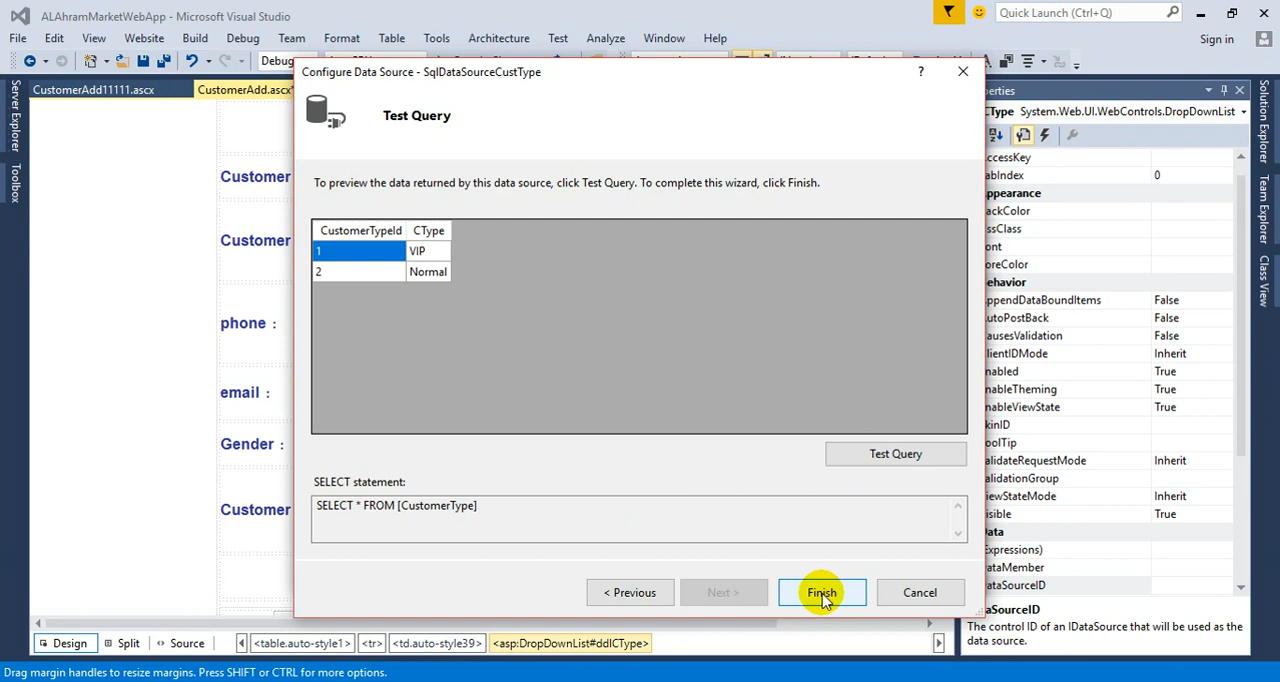 ALAhramMarketWebApp - Microsoft Visual Studio
Quick Launch (Ctrl+Q)
File Edit View Website Build Debug Team Format Table Tools Architecture Test Analyze Window Help
Sign in
Debug
CustomerAdd11111.ascx
CustomerAdd.ascx*
Server Explorer
Toolbox
Customer
Customer
phone :
email :
Gender :
Customer
Configure Data Source - SqlDataSourceCustType
Test Query
To preview the data returned by this data source, click Test Query. To complete this wizard, click Finish.
CustomerTypeId CType
1 VIP
2 Normal
Test Query
SELECT statement:
SELECT * FROM [CustomerType]
< Previous
Next >
Finish
Cancel
operties
CType System.Web.UI.WebControls.DropDownList
ccessKey
abIndex 0
ppearance
ackColor
ssClass
ont
oreColor
ehavior
ppendDataBoundItems False
utoPostBack False
ausesValidation False
lientIDMode Inherit
nabled True
nableTheming True
nableViewState True
kinID
oolTip
alidateRequestMode Inherit
alidationGroup
iewStateMode Inherit
isible True
ata
Expressions)
ataMember
ataSourceID
ataSourceID
The control ID of an IDataSource that will be used as the
data source.
Solution Explorer
Team Explorer
Class View
Design
Split
Source
<table.auto-style1> <tr> <td.auto-style39> <asp:DropDownList#ddlCType>
Drag margin handles to resize margins. Press SHIFT or CTRL for more options.